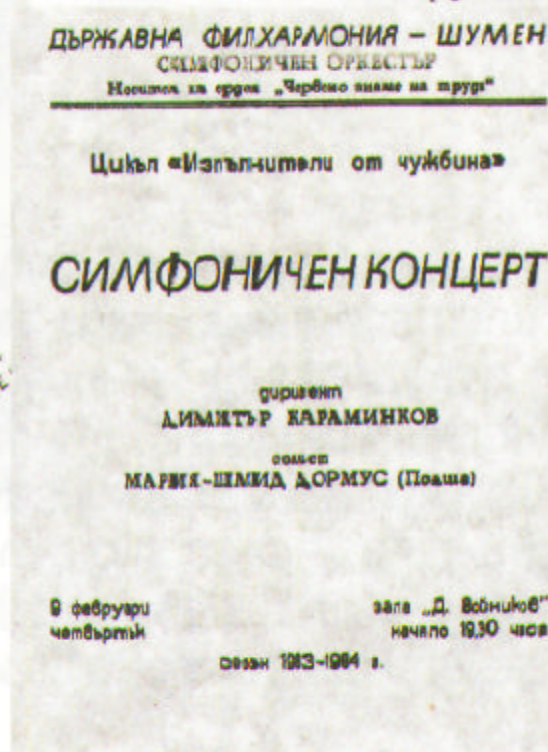 ДЪРЖАВНА ФИЛХАРМОНИЯ – ШУМЕН
СИМФОНИЧЕН ОРКЕСТЪР
Носител на орден „Червено знаме на труда“
Цикъл «Изпълнители от чужбина»
СИМФОНИЧЕН КОНЦЕРТ
диригент
ДИМИТЪР КАРАМИНКОВ
солист
МАРИЯ-ШМИД ДОРМУС (Полша)
9 февруари зала „Д. Войников“
четвъртък начало 19,30 часа
сезон 1983-1984 г.